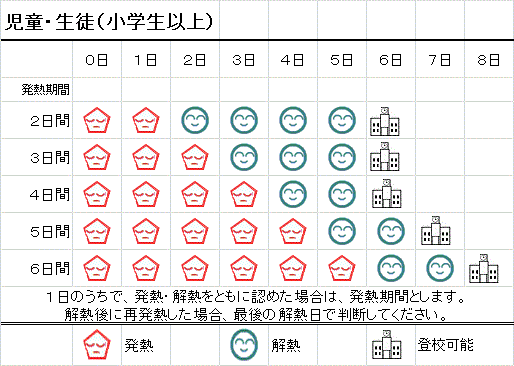 児童・生徒(小学生以上)
0日 1日 2日 3日 4日 5日 6日 7日 8日
発熱期間
2日間
3日間
4日間
5日間
6日間
1日のうちで、発熱・解熱をともに認めた場合は、発熱期間とします。
解熱後に再発熱した場合、最後の解熱日で判断してください。
発熱 解熱 登校可能